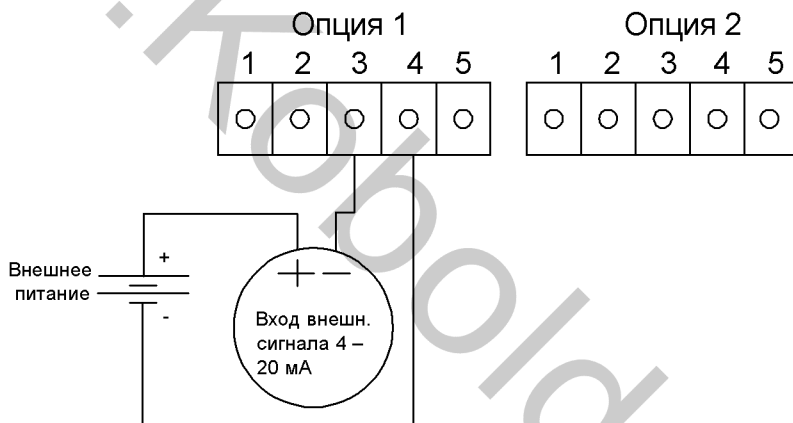 Опция 1 Опция 2
1 2 3 4 5 1 2 3 4 5
Внешнее
питание
+
-
+ −
Вход внешн.
сигнала 4 –
20 мА
.Kobold